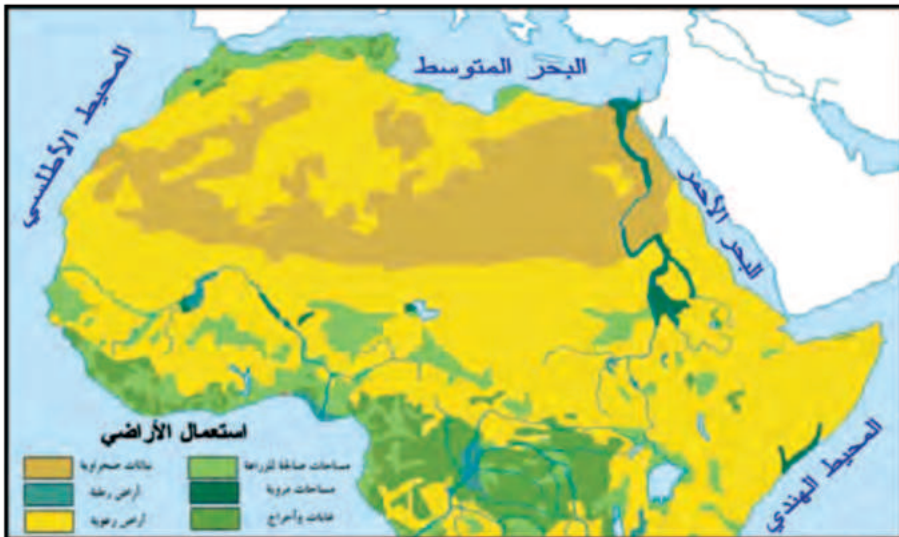 البحر المتوسط
المحيط الأطلسي
البحر الأحمر
المحيط الهندي
استعمال الأراضي
مساحات صالحة للزراعة
صحراوية
مساحات مروية
أراض رطبة
غابات وأحراج
أراض رعوية